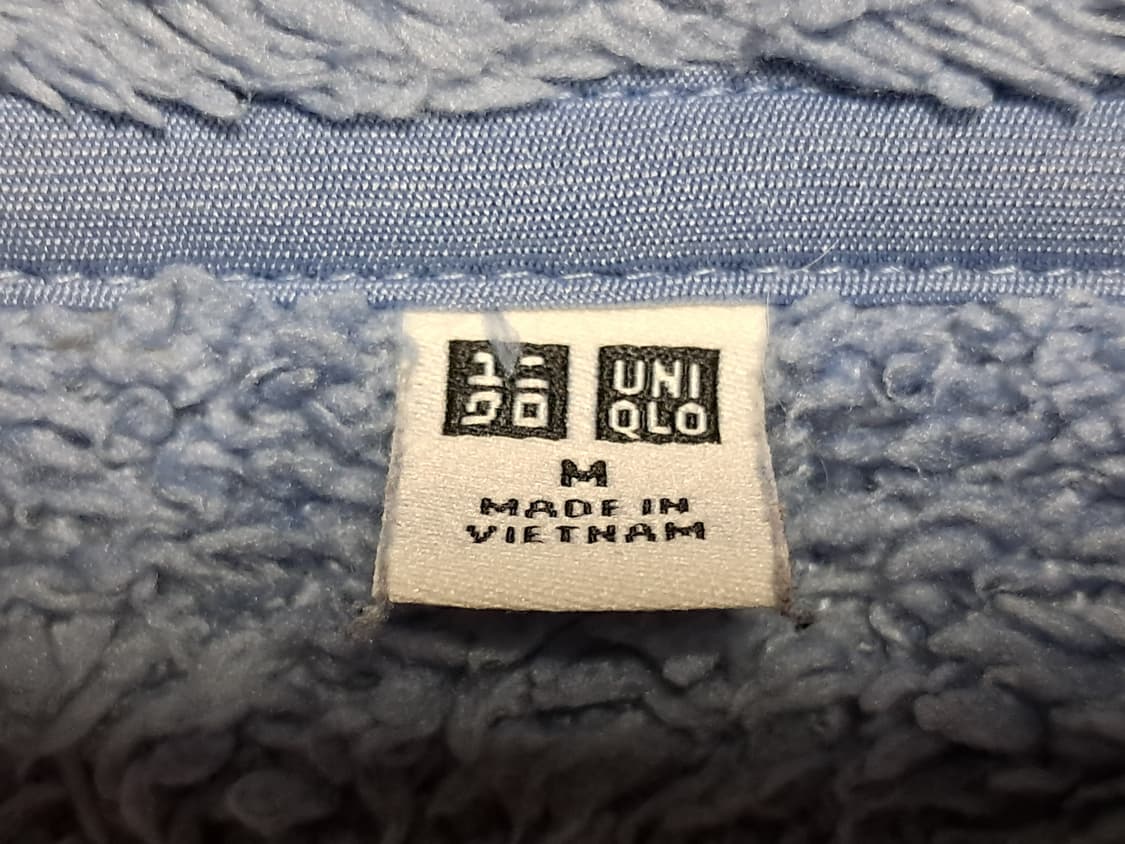 ユニ UNI
クロ QLO
M
MADE IN
VIETNAM